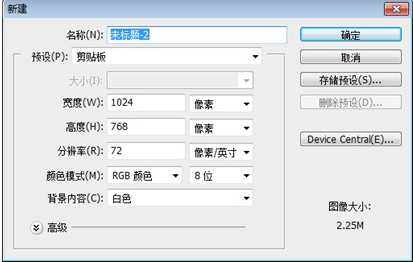 新建
名称(N): 未标题-2
预设(P): 剪贴板
大小(I):
宽度(W): 1024 像素
高度(H): 768 像素
分辨率(R): 72 像素/英寸
颜色模式(M): RGB 颜色 8 位
背景内容(C): 白色
高级
确定
取消
存储预设(S)...
删除预设(D)...
Device Central(E)...
图像大小:
2.25M